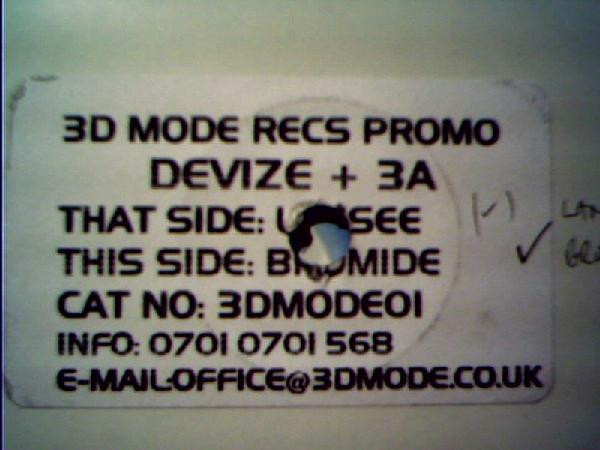 3D MODE RECS PROMO
DEVIZE + 3A
THAT SIDE:
THIS SIDE: BROMIDE
CAT NO: 3DMODE01
INFO: 0701 0701 568
E-MAIL:OFFICE@3DMODE.CO.UK